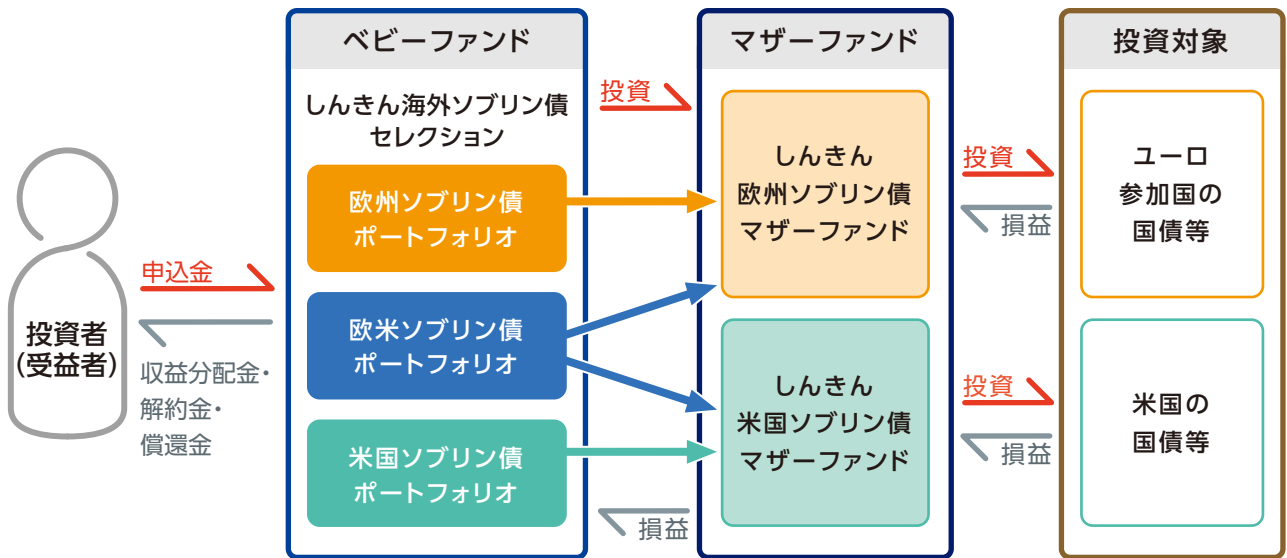 ベビーファンド
マザーファンド
投資対象
しんきん海外ソブリン債
セレクション
投資
欧州ソブリン債
ポートフォリオ
欧米ソブリン債
ポートフォリオ
米国ソブリン債
ポートフォリオ
しんきん
欧州ソブリン債
マザーファンド
しんきん
米国ソブリン債
マザーファンド
投資
損益
ユーロ
参加国の
国債等
投資
損益
米国の
国債等
申込金
投資者
(受益者)
収益分配金・
解約金・
償還金
損益